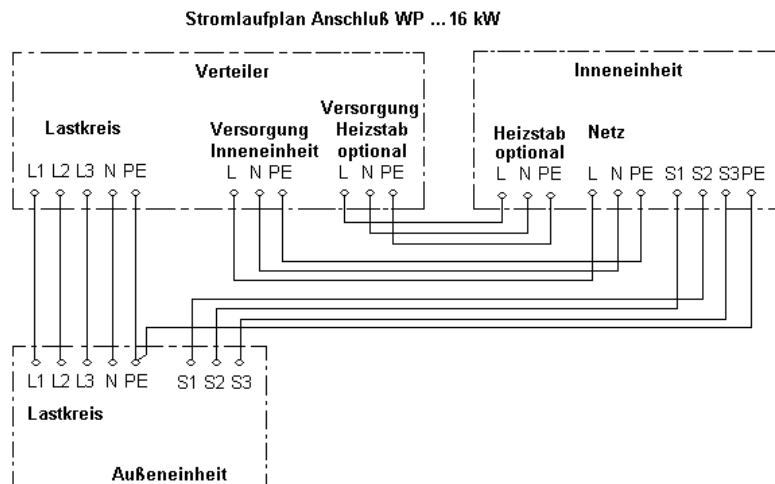 Stromlaufplan Anschluß WP ... 16 kW
Verteiler
Inneneinheit
Lastkreis
Versorgung
Inneneinheit
Versorgung
Heizstab
optional
Heizstab
optional
Netz
L1 L2 L3 N PE
L N PE
L N PE
L N PE
L N PE
S1 S2 S3 PE
L1 L2 L3 N PE
S1 S2 S3
Lastkreis
Außeneinheit